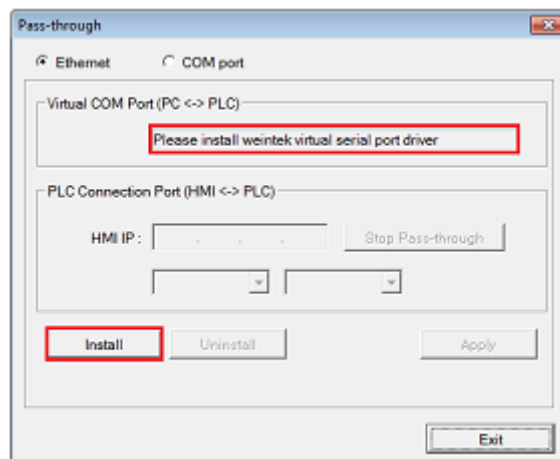 Pass-through
Ethernet COM port
Virtual COM Port (PC <-> PLC)
Please install weintek virtual serial port driver
PLC Connection Port (HMI <-> PLC)
HMI IP : . . . Stop Pass-through
Install Uninstall Apply
Exit